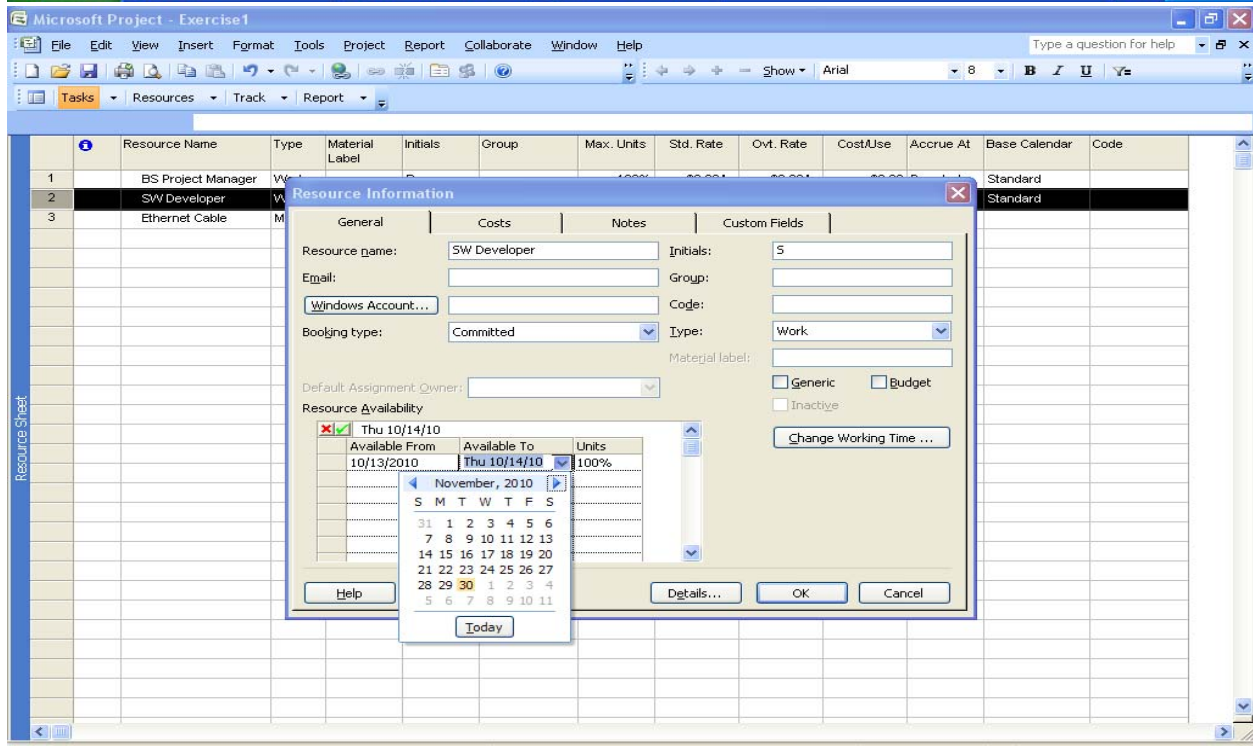 Microsoft Project - Exercise1
File Edit View Insert Format Tools Project Report Collaborate Window Help Type a question for help
Show Arial 8 B I U
Tasks Resources Track Report
Resource Name Type Material Label Initials Group Max. Units Std. Rate Ovt. Rate Cost/Use Accrue At Base Calendar Code
1 BS Project Manager Standard
2 SW Developer Standard
3 Ethernet Cable
Resource Sheet
Resource Information
General Costs Notes Custom Fields
Resource name: SW Developer Initials: S
Email: Group:
Windows Account... Code:
Booking type: Committed Type: Work
Material label:
Default Assignment Owner: Generic Budget
Resource Availability Inactive
Thu 10/14/10 Change Working Time ...
Available From Available To Units
10/13/2010 Thu 10/14/10 100%
November, 2010
S M T W T F S
31 1 2 3 4 5 6
7 8 9 10 11 12 13
14 15 16 17 18 19 20
21 22 23 24 25 26 27
28 29 30 1 2 3 4
5 6 7 8 9 10 11
Today
Help Details... OK Cancel